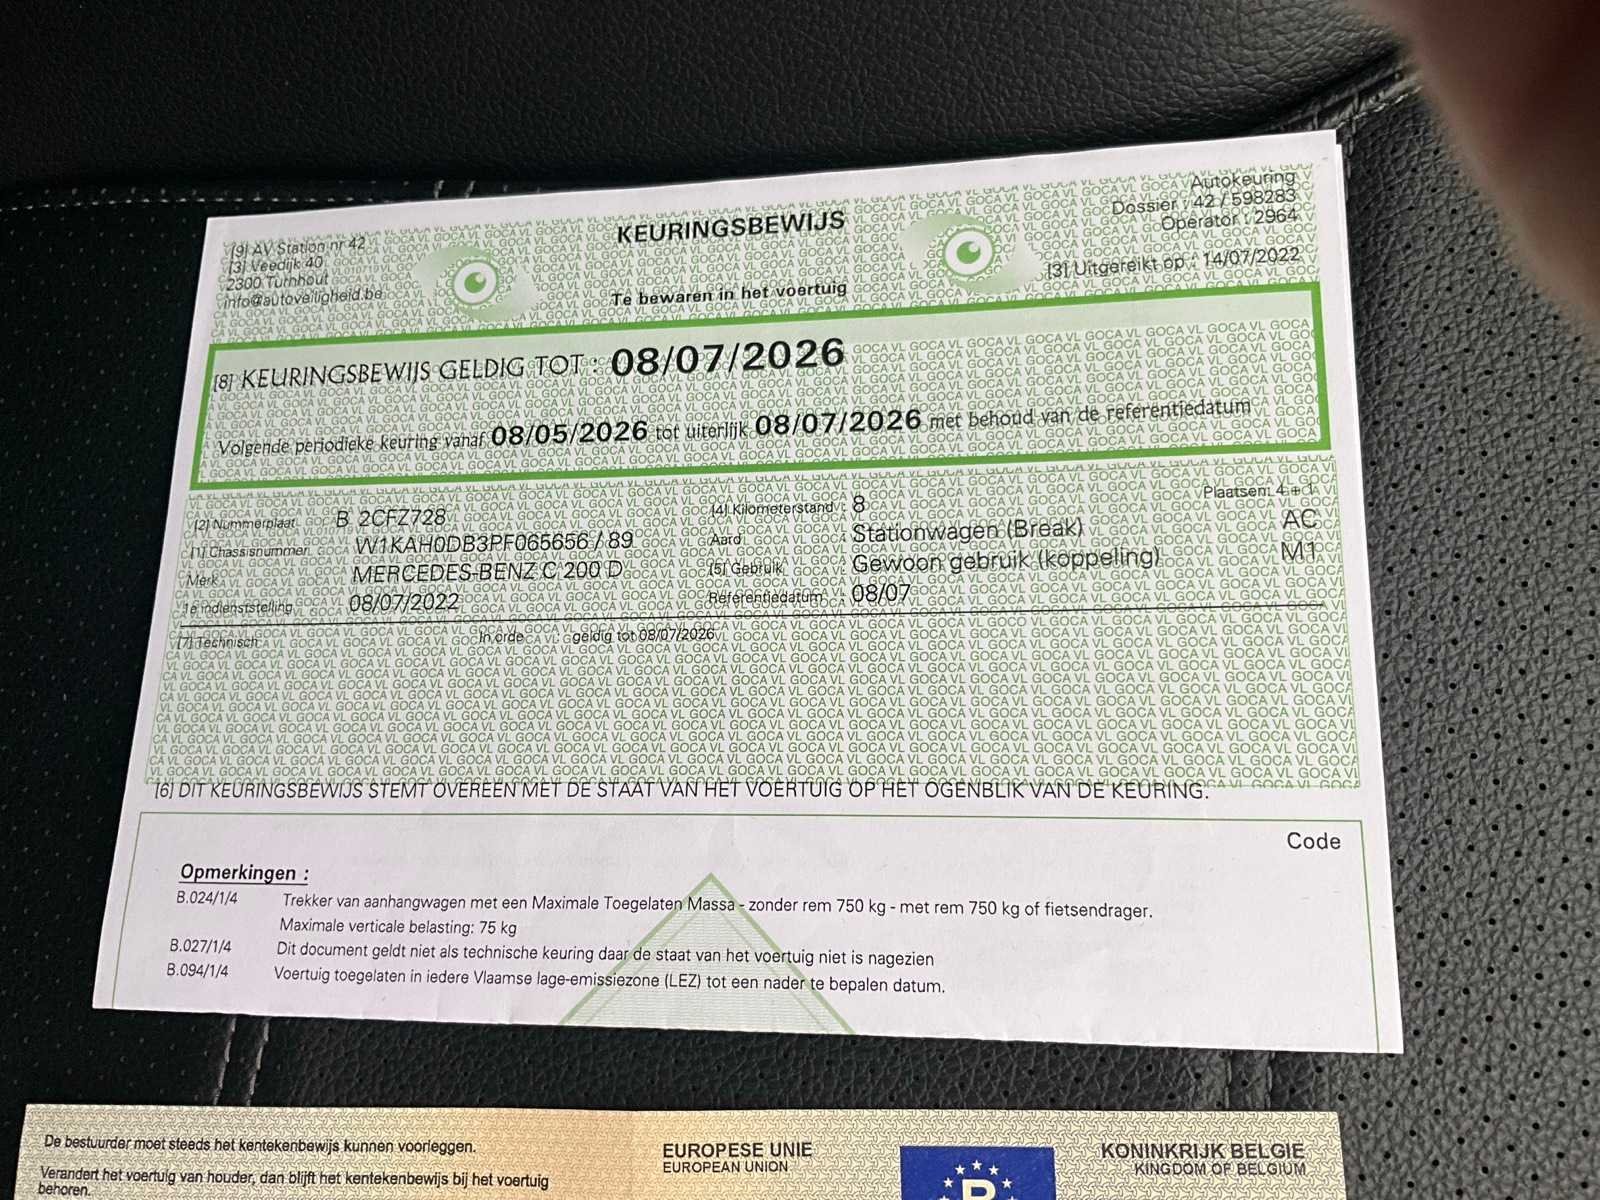 KEURINGSBEWIJS
Te bewaren in het voertuig
[9] AV Station nr 42
[3] Veedijk 40
2300 Turnhout
info@autoveiligheid.be
Autokeuring
Dossier : 42 / 598283
Operator : 2964
[3] Uitgereikt op : 14/07/2022
[8] KEURINGSBEWIJS GELDIG TOT : 08/07/2026
Volgende periodieke keuring vanaf 08/05/2026 tot uiterlijk 08/07/2026 met behoud van de referentiedatum
[2] Nummerplaat B 2CFZ728 [4] Kilometerstand 8 Plaatsen: 4 + 1
[1] Chassisnummer W1KAH0DB3PF065656 / 89 Aard Stationwagen (Break) AC
Merk MERCEDES-BENZ C 200 D [5] Gebruik Gewoon gebruik (koppeling) M1
1e indienststelling 08/07/2022 Referentiedatum 08/07
[7] Technisch In orde : geldig tot 08/07/2026
[6] DIT KEURINGSBEWIJS STEMT OVEREEN MET DE STAAT VAN HET VOERTUIG OP HET OGENBLIK VAN DE KEURING.
Code
Opmerkingen :
B.024/1/4 Trekker van aanhangwagen met een Maximale Toegelaten Massa - zonder rem 750 kg - met rem 750 kg of fietsendrager.
Maximale verticale belasting: 75 kg
B.027/1/4 Dit document geldt niet als technische keuring daar de staat van het voertuig niet is nagezien
B.094/1/4 Voertuig toegelaten in iedere Vlaamse lage-emissiezone (LEZ) tot een nader te bepalen datum.
De bestuurder moet steeds het kentekenbewijs kunnen voorleggen.
Verandert het voertuig van houder, dan blijft het kentekenbewijs bij het voertuig
behoren.
EUROPESE UNIE
EUROPEAN UNION
B
KONINKRIJK BELGIE
KINGDOM OF BELGIUM